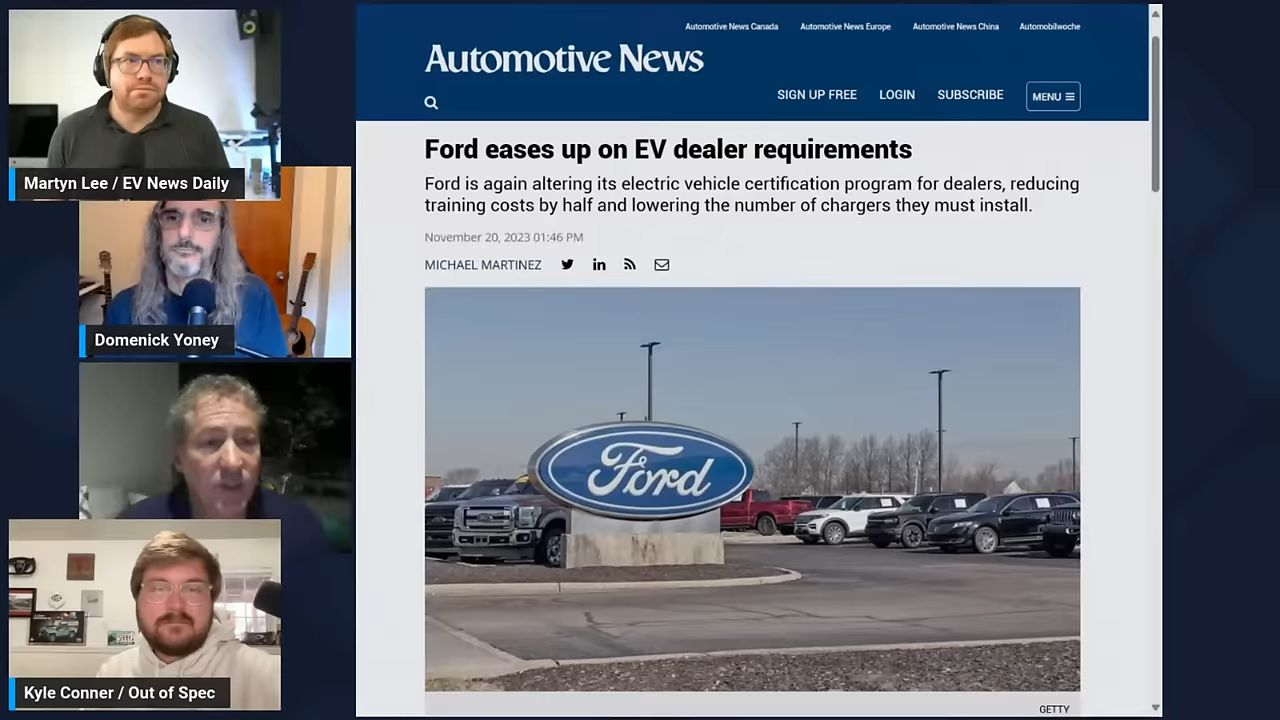 Martyn Lee / EV News Daily
Domenick Yoney
Kyle Conner / Out of Spec
Automotive News Canada
Automotive News Europe
Automotive News China
Automobilwoche
Automotive News
SIGN UP FREE
LOGIN
SUBSCRIBE
MENU
Ford eases up on EV dealer requirements
Ford is again altering its electric vehicle certification program for dealers, reducing
training costs by half and lowering the number of chargers they must install.
November 20, 2023 01:46 PM
MICHAEL MARTINEZ
Ford
GETTY